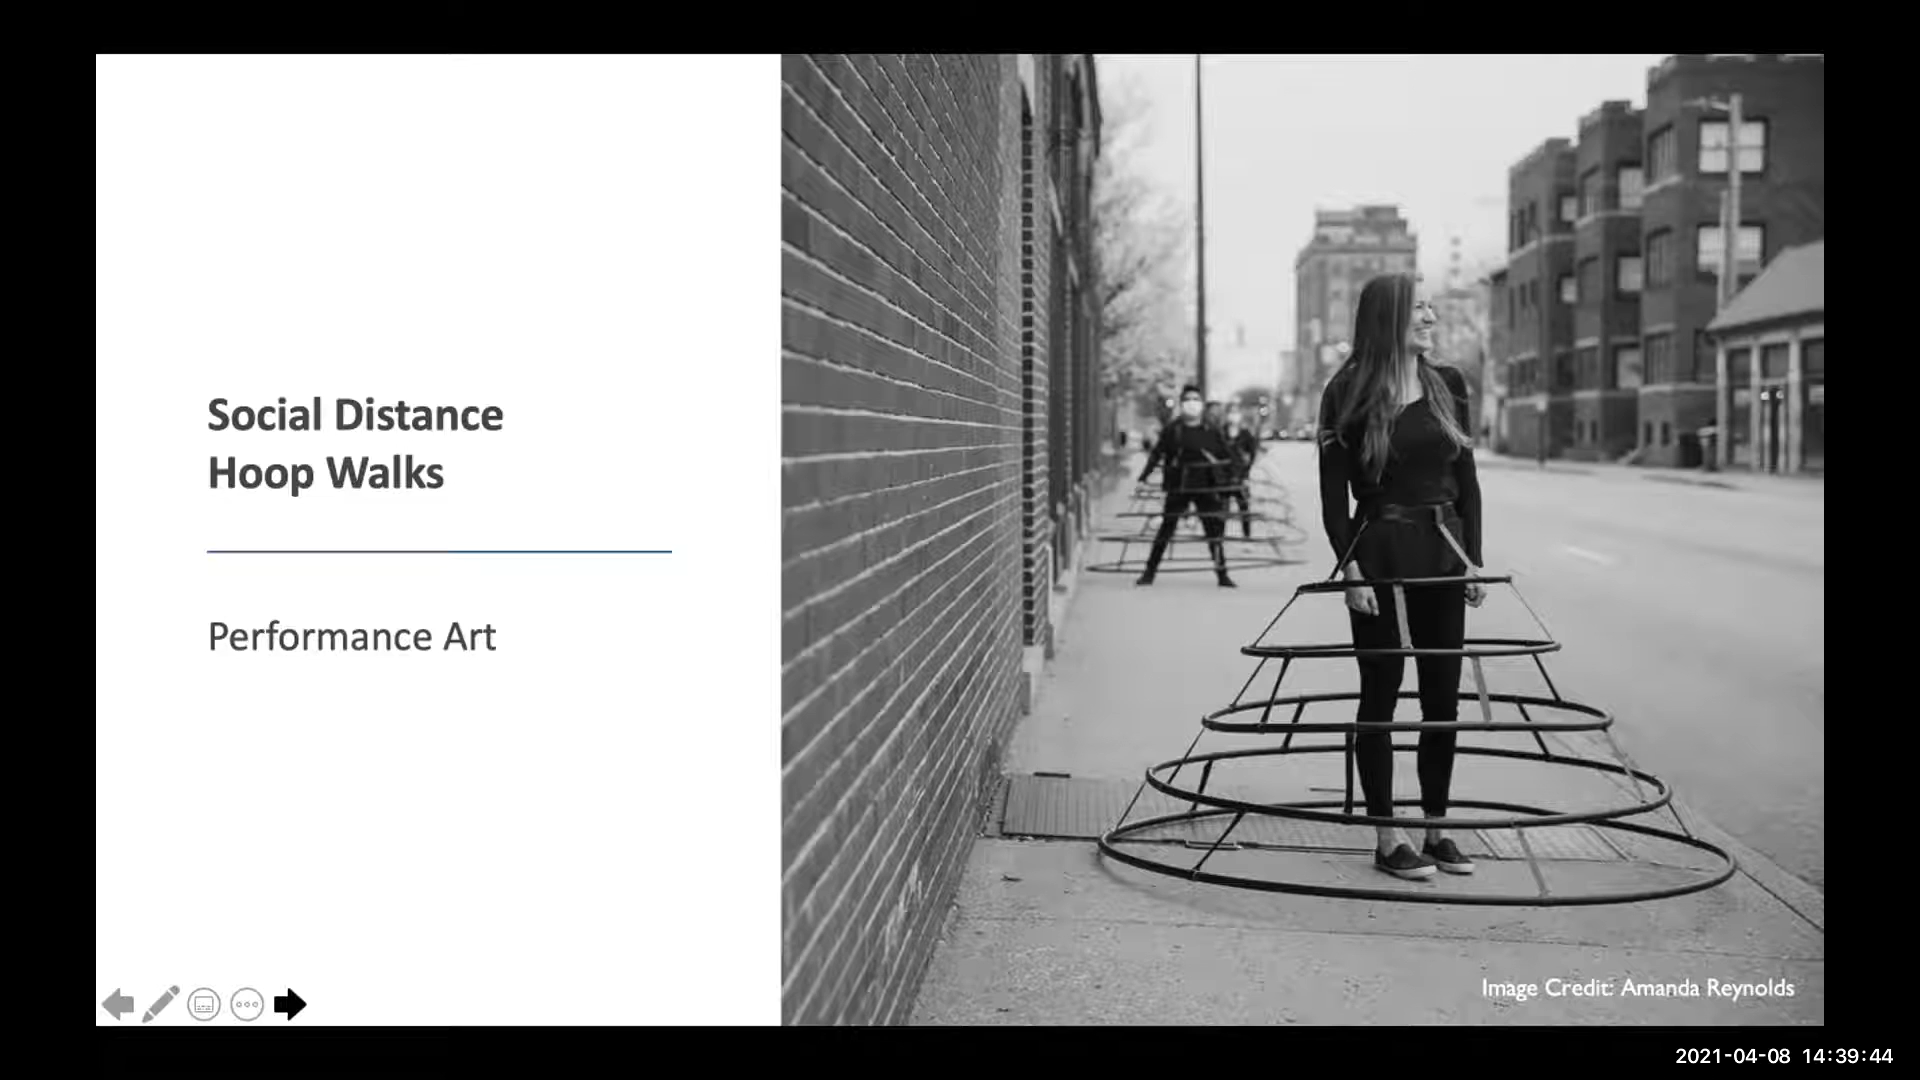 Social Distance
Hoop Walks
Performance Art
Image Credit: Amanda Reynolds
2021-04-08 14:39:44